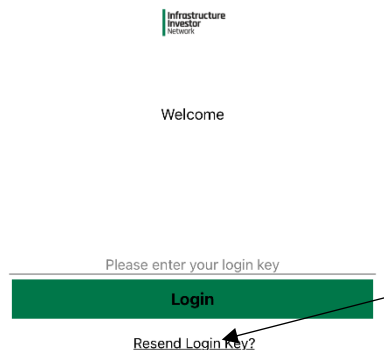 Infrastructure
Investor
Network
Welcome
Please enter your login key
Login
Resend Login Key?